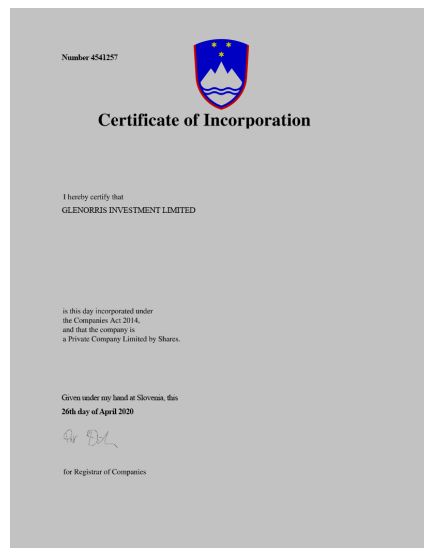 Number 4541257
Certificate of Incorporation
I hereby certify that
GLENORRIS INVESTMENT LIMITED
is this day incorporated under
the Companies Act 2014,
and that the company is
a Private Company Limited by Shares.
Given under my hand at Slovenia, this
26th day of April 2020
for Registrar of Companies